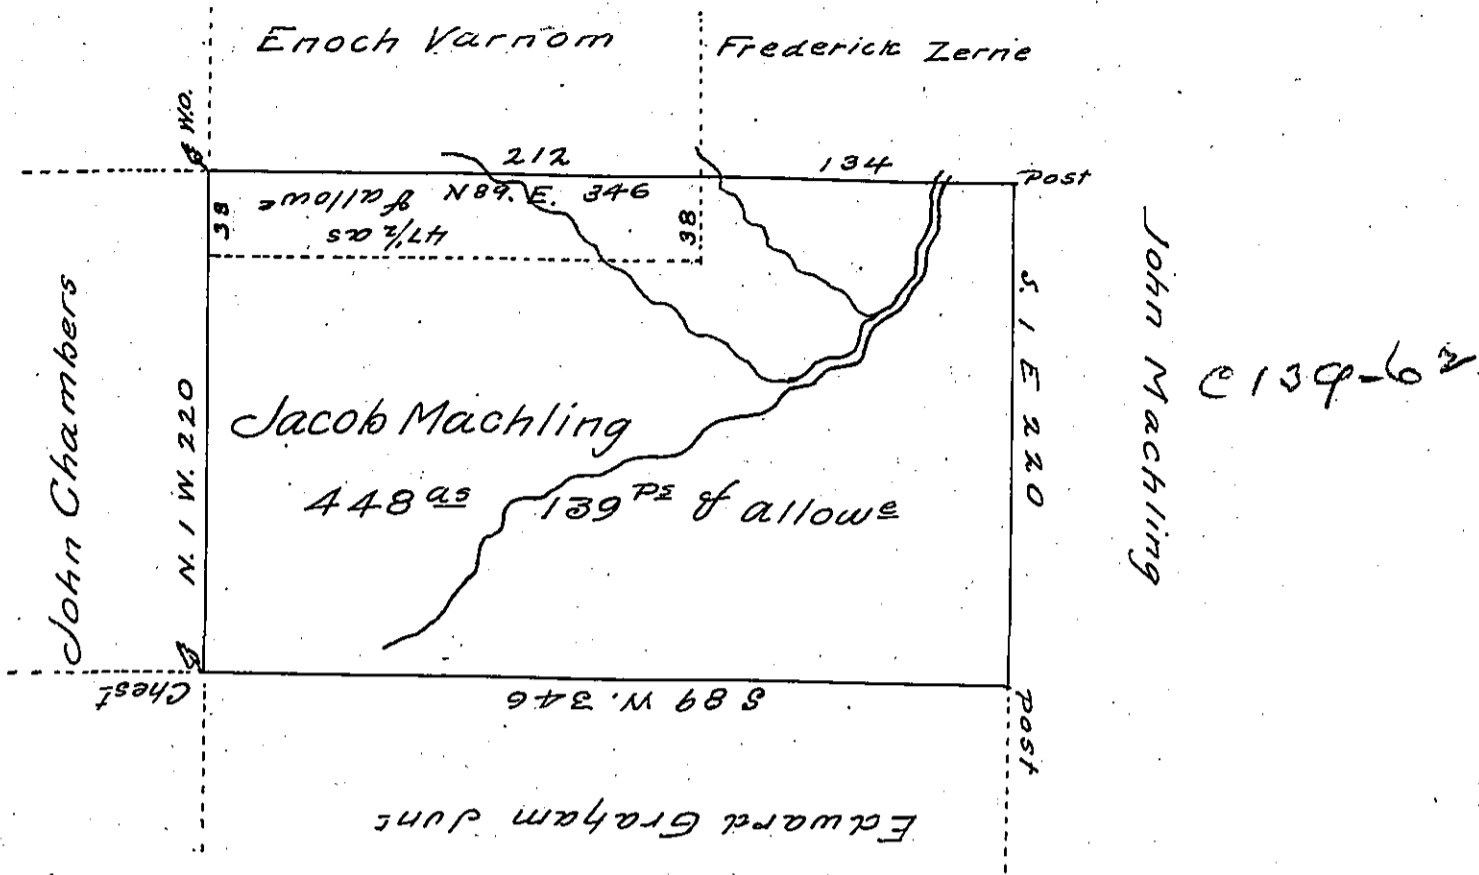 Enoch Varnom
Frederick Zerne
W.O.
212
134
Post
N 89. E. 346
38
38
47½ as
& allowe
John Chambers
N. 1 W. 220
S. 1 E 220
John Machling
C139-62
Jacob Machling
448 as 139 Ps & allowe
Chest
S 89 W. 346
Post
Edward Graham Junr